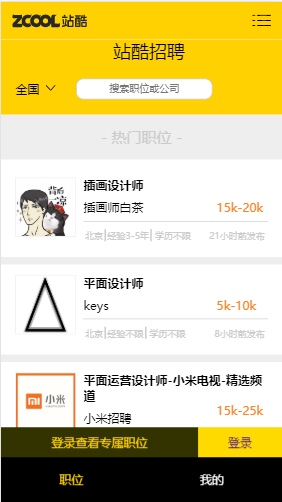 ZCOOL 站酷
站酷招聘
全国 搜索职位或公司
- 热门职位 -
背后一凉
插画设计师
插画师白茶 15k-20k
北京|经验3-5年|学历不限 21小时前发布
平面设计师
keys 5k-10k
北京|经验不限|学历不限 8小时前发布
平面运营设计师-小米电视-精选频道
小米招聘 15k-25k
mi
小米
登录查看专属职位 登录
职位 我的